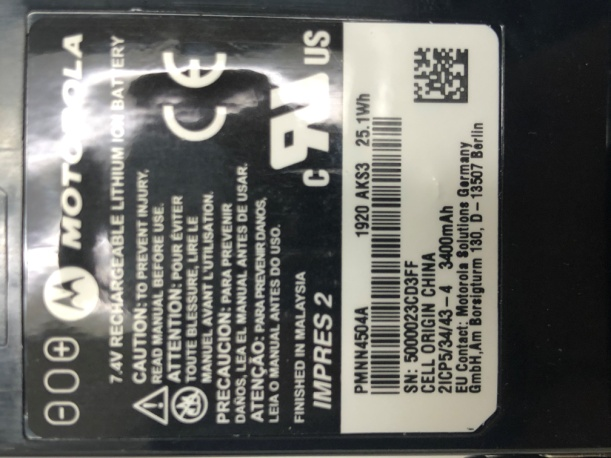 MOTOROLA
7.4V RECHARGEABLE LITHIUM ION BATTERY
CAUTION: TO PREVENT INJURY,
READ MANUAL BEFORE USE.
ATTENTION: POUR ÉVITER
TOUTE BLESSURE, LIRE LE
MANUEL AVANT L'UTILISATION.
PRECAUCION: PARA PREVENIR
DAÑOS, LEA EL MANUAL ANTES DE USAR.
ATENÇÃO: PARA PREVENIR DANOS,
LEIA O MANUAL ANTES DO USO.
FINISHED IN MALAYSIA
IMPRES 2
CE
C US
PMNN4504A 1920 AKS3 25.1Wh
SN: 5000023CD3FF
CELL ORIGIN CHINA
2ICP5/34/43-4 3400mAh
EU Contact: Motorola Solutions Germany
GmbH,Am Borsigturm 130, D-13507 Berlin